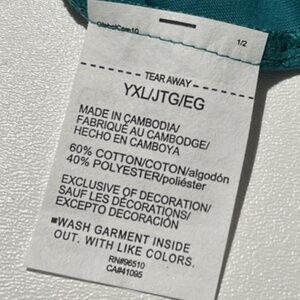 GlobalCom10
1/2
TEAR AWAY
YXL/JTG/EG
MADE IN CAMBODIA/
FABRIQUÉ AU CAMBODGE/
HECHO EN CAMBOYA
60% COTTON/COTON/algodón
40% POLYESTER/poliéster
EXCLUSIVE OF DECORATION/
SAUF LES DÉCORATIONS/
EXCEPTO DECORACIÓN
■WASH GARMENT INSIDE
OUT. WITH LIKE COLORS.
RN#96510
CA#41095